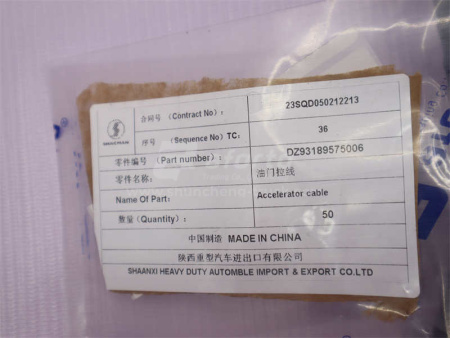 合同号 (Contract No): 23SQD050212213
序号 (Sequence No) TC: 36
零件编号 (Part number): DZ93189575006
零件名称: 油门拉线
Name Of Part: Accelerator cable
数量 (Quantity): 50
中国制造 MADE IN CHINA
陕西重型汽车进出口有限公司
SHAANXI HEAVY DUTY AUTOMBLE IMPORT & EXPORT CO.LTD